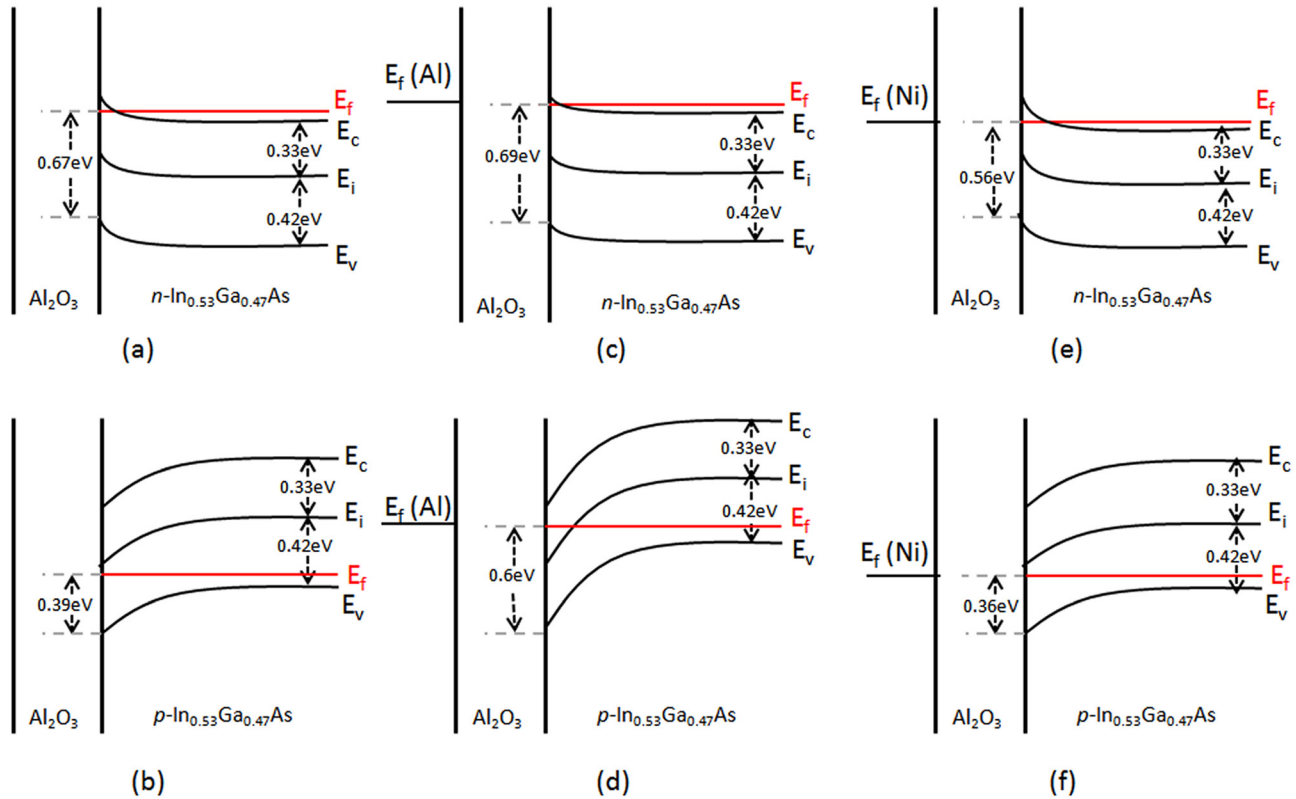 E_f
E_c
0.67eV
0.33eV
E_i
0.42eV
E_v
Al₂O₃
n-In₀.₅₃Ga₀.₄₇As
(a)
E_f (Al)
E_f
E_c
0.69eV
0.33eV
E_i
0.42eV
E_v
Al₂O₃
n-In₀.₅₃Ga₀.₄₇As
(c)
E_f (Ni)
E_f
E_c
0.56eV
0.33eV
E_i
0.42eV
E_v
Al₂O₃
n-In₀.₅₃Ga₀.₄₇As
(e)
E_c
0.33eV
E_i
0.42eV
E_f
0.39eV
E_v
Al₂O₃
p-In₀.₅₃Ga₀.₄₇As
(b)
E_f (Al)
E_c
0.33eV
E_i
0.42eV
E_f
0.6eV
E_v
Al₂O₃
p-In₀.₅₃Ga₀.₄₇As
(d)
E_f (Ni)
E_c
0.33eV
E_i
0.42eV
E_f
0.36eV
E_v
Al₂O₃
p-In₀.₅₃Ga₀.₄₇As
(f)